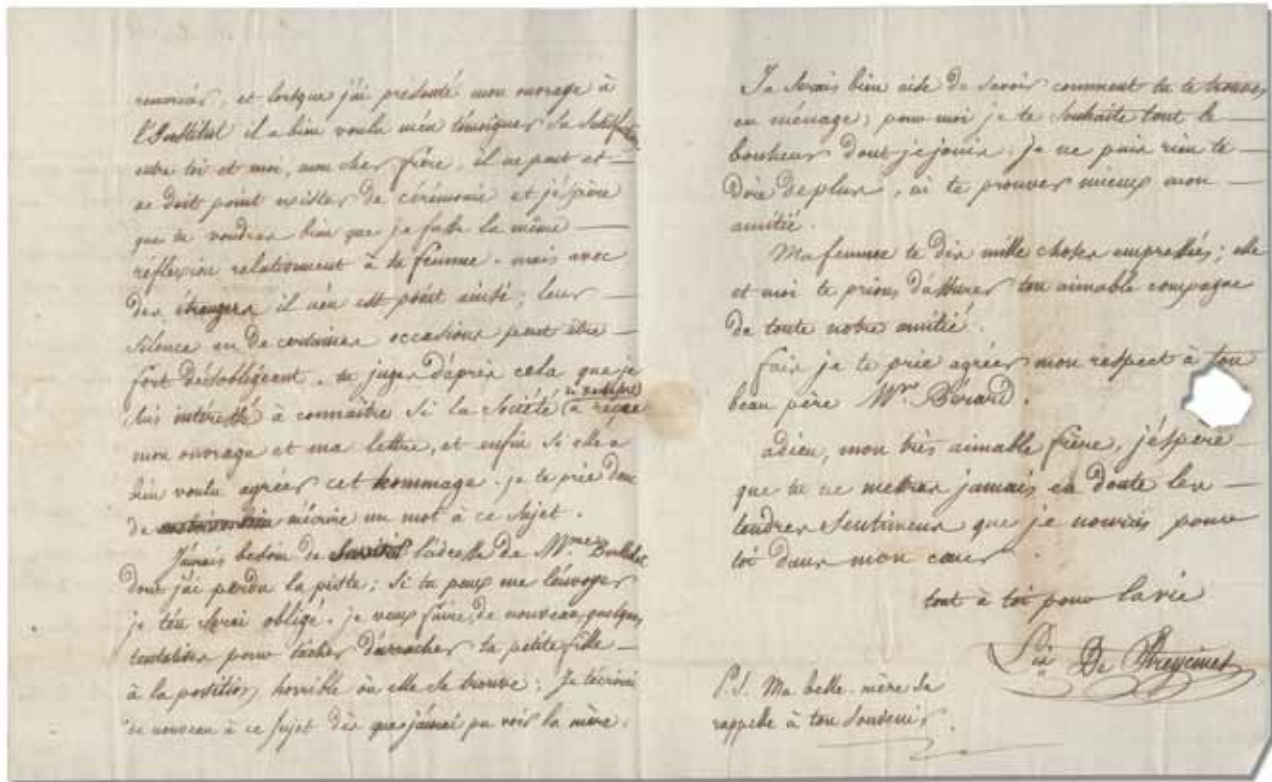 remercier, et lorsque j'ai présenté mon ouvrage à
l'Institut il a bien voulu m'en témoigner sa satisfact.
entre toi et moi, mon cher frère, il ne peut et
ne doit point exister de cérémonie et j'éspère
que tu voudras bien que je fasse la même
réflexion relativement à ta femme. mais avec
des étrangers il n'en est point ainsi; leur
silence en de certaines occasions peut être
fort désobligeant. tu juges d'après cela que je
suis intéressé à connaître si la Société a reçue
mon ouvrage et ma lettre, et enfin si elle a
bien voulu agréer cet hommage. je te prie donc
de m'écrire un mot à ce sujet.
J'aurais besoin de l'adresse de Mme
dont j'ai perdu la piste; si tu peux me l'envoyer
je t'en serai obligé. je veux faire de nouveau quelques
tentatives pour tâcher d'arracher ta petite fille
à la position horrible où elle se trouve; Je t'écrirai
de nouveau à ce sujet dès que j'aurai pu voir la mère.
Je serais bien aise de savoir comment tu te trouves
en ménage; pour moi je te souhaite tout le
bonheur dont je jouis. je ne puis rien te
dire de plus, ni te prouver mieux mon
amitié.
Ma femme te dis mille choses empressées; elle
et moi te prions d'assurer ton aimable compagne
de toute notre amitié.
fais je te prie agréer mon respect à ton
beau père Mr. Bérard.
adieu, mon très aimable frère, j'éspère
que tu ne mettras jamais en doute les
tendres sentimens que je nourris pour
toi dans mon cœur.
tout à toi pour la vie
Ls De Freycinet
P.S. Ma belle-mère se
rappelle à ton souvenir.